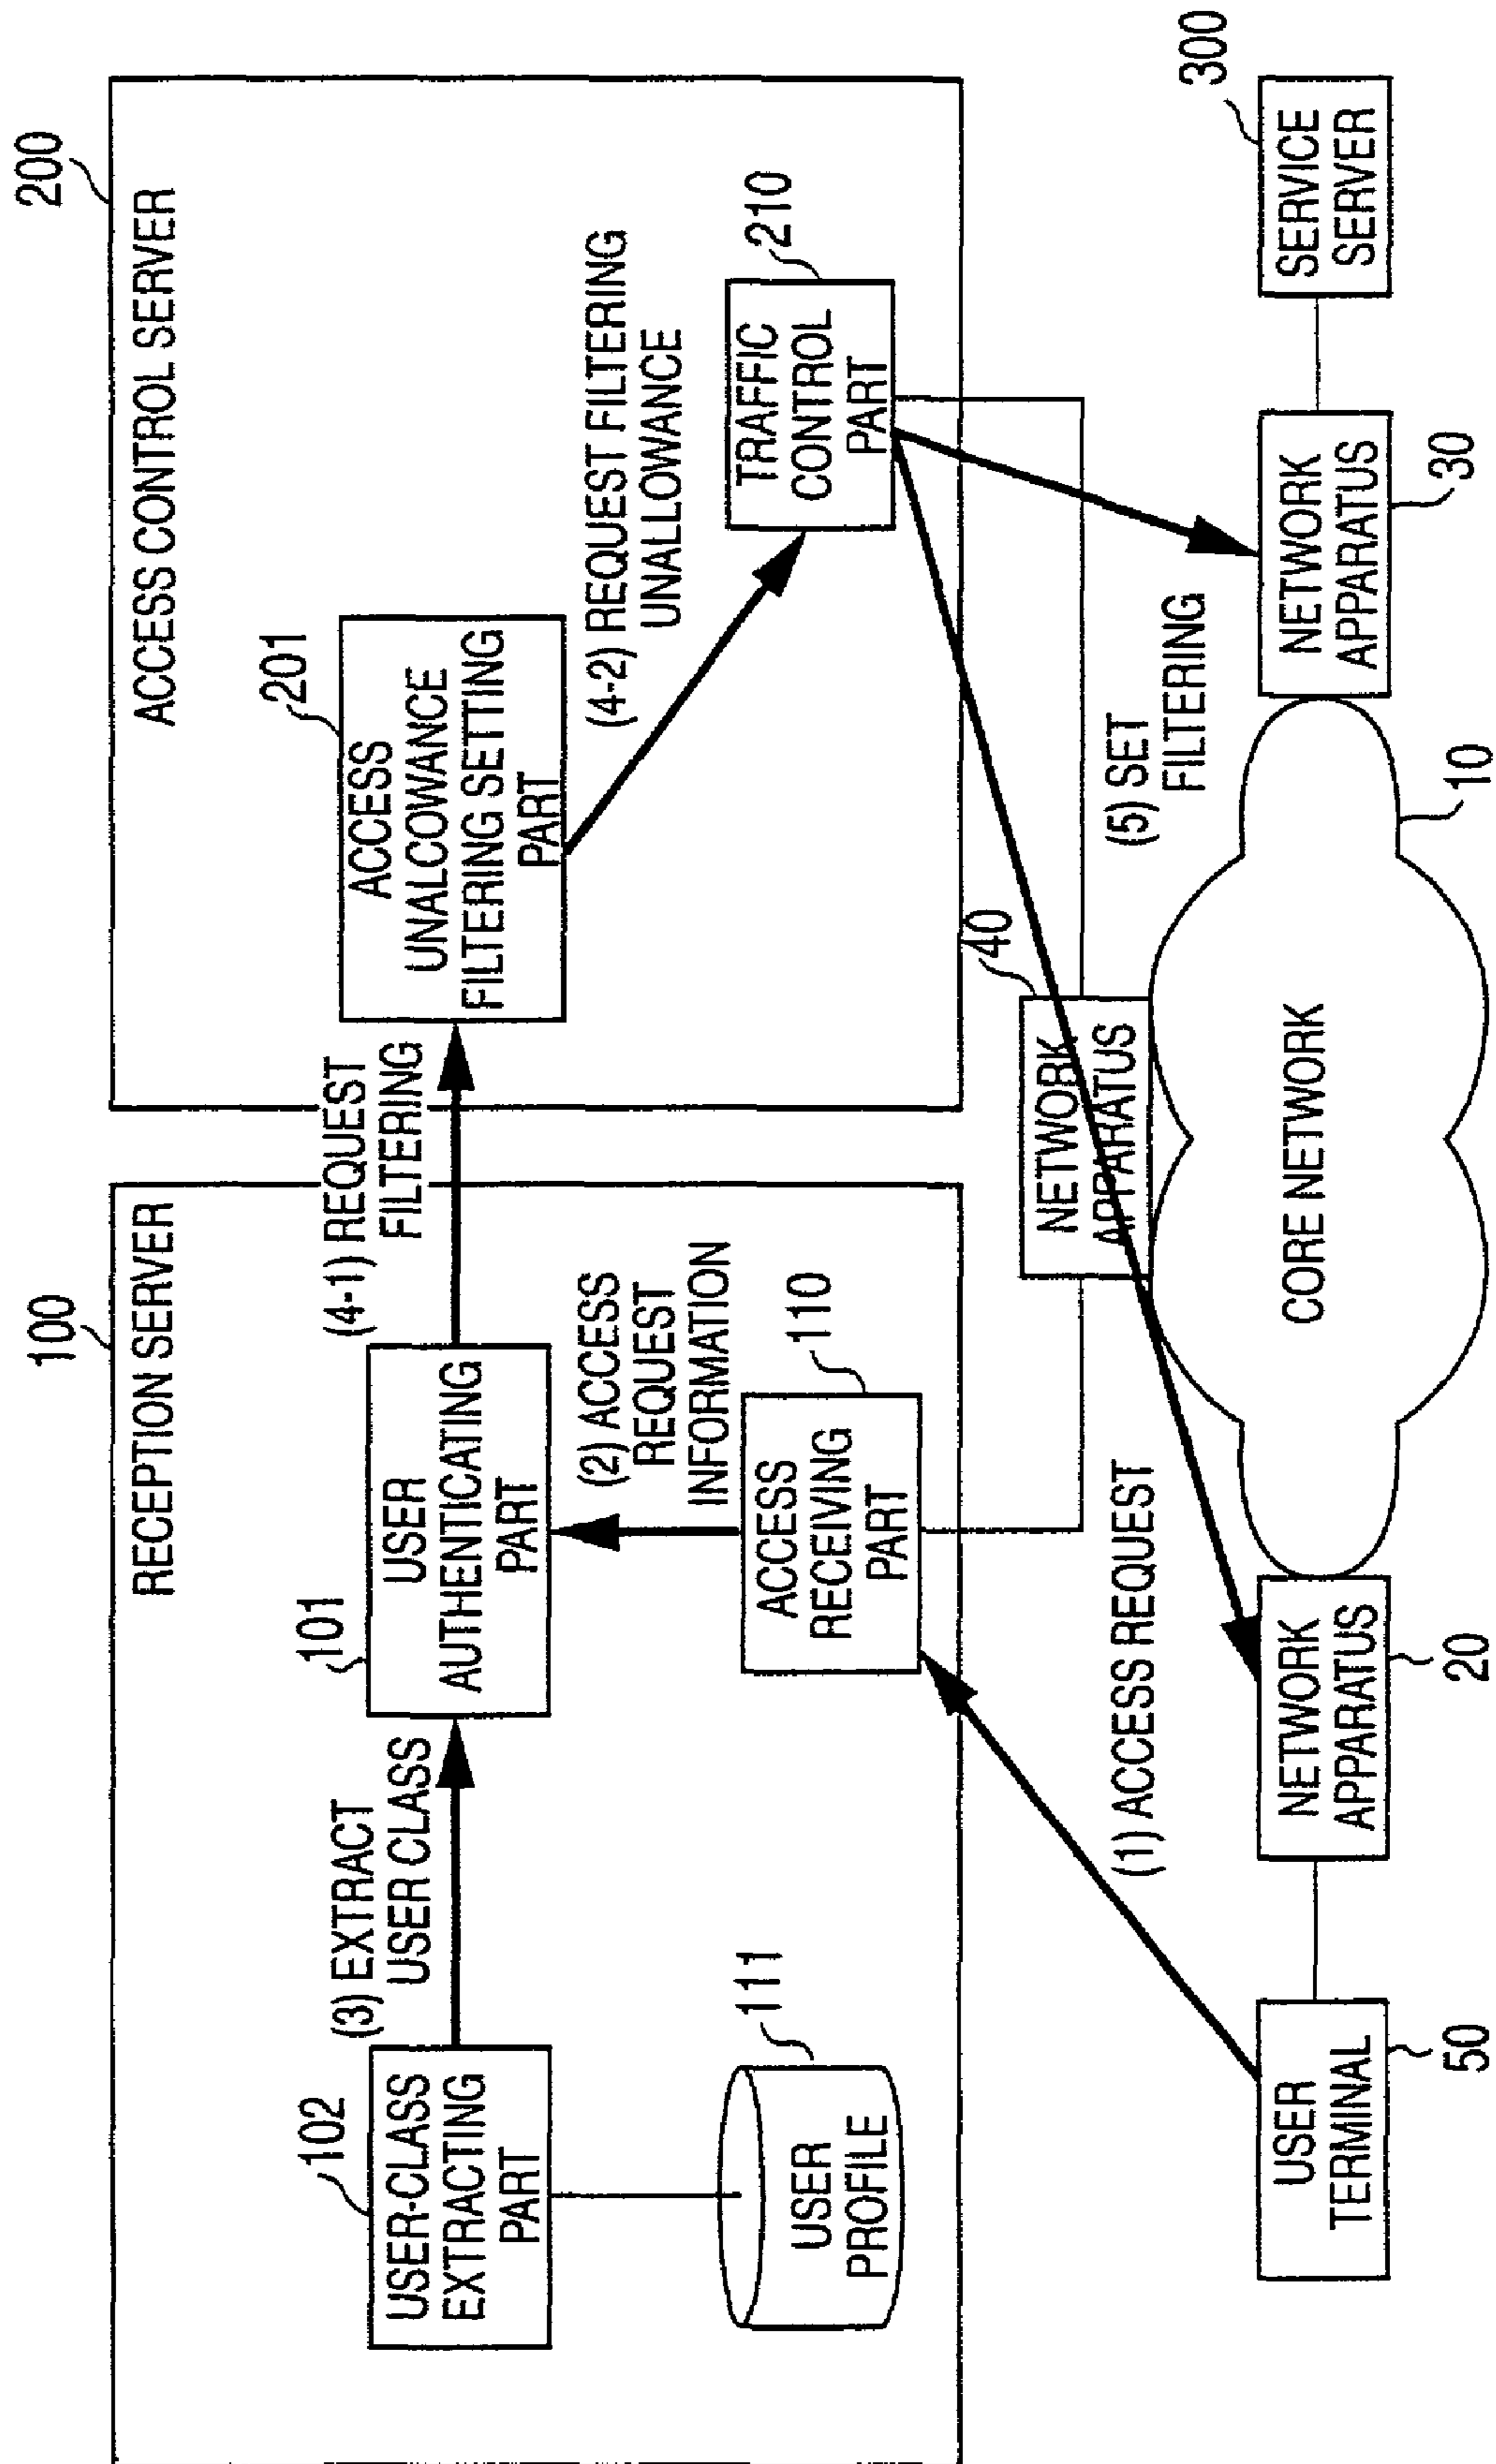 100
RECEPTION SERVER
102
USER-CLASS
EXTRACTING
PART
(3) EXTRACT
USER CLASS
101
USER
AUTHENTICATING
PART
(4-1) REQUEST
FILTERING
111
USER
PROFILE
(2) ACCESS
REQUEST
INFORMATION
110
ACCESS
RECEIVING
PART
200
ACCESS CONTROL SERVER
201
ACCESS
UNALCOWANCE
FILTERING SETTING
PART
(4-2) REQUEST FILTERING
UNALLOWANCE
210
TRAFFIC
CONTROL
PART
(1) ACCESS REQUEST
40
NETWORK
APPARATUS
(5) SET
FILTERING
USER
TERMINAL
50
NETWORK
APPARATUS
20
CORE NETWORK
10
NETWORK
APPARATUS
30
300
SERVICE
SERVER